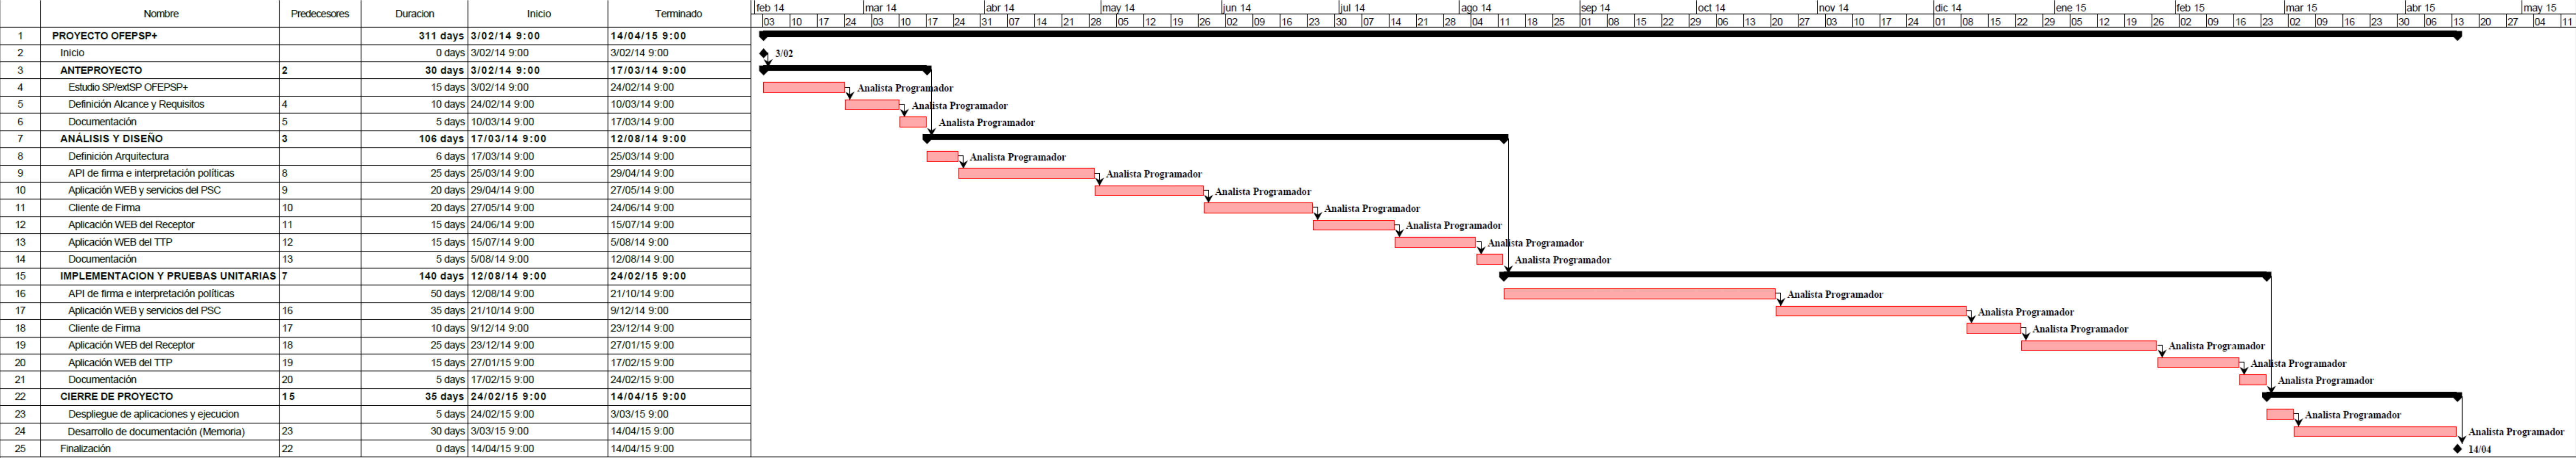 Nombre Predecesores Duracion Inicio Terminado
feb 14 mar 14 abr 14 may 14 jun 14 jul 14 ago 14 sep 14 oct 14 nov 14 dic 14 ene 15 feb 15 mar 15 abr 15 may 15
03 10 17 24 03 10 17 24 31 07 14 21 28 05 12 19 26 02 09 16 23 30 07 14 21 28 04 11 18 25 01 08 15 22 29 06 13 20 27 03 10 17 24 01 08 15 22 29 05 12 19 26 02 09 16 23 02 09 16 23 30 06 13 20 27 04 11
1 PROYECTO OFEPSP+ 311 days 3/02/14 9:00 14/04/15 9:00
2 Inicio 0 days 3/02/14 9:00 3/02/14 9:00 3/02
3 ANTEPROYECTO 2 30 days 3/02/14 9:00 17/03/14 9:00
4 Estudio SP/extSP OFEPSP+ 15 days 3/02/14 9:00 24/02/14 9:00 Analista Programador
5 Definición Alcance y Requisitos 4 10 days 24/02/14 9:00 10/03/14 9:00 Analista Programador
6 Documentación 5 5 days 10/03/14 9:00 17/03/14 9:00 Analista Programador
7 ANÁLISIS Y DISEÑO 3 106 days 17/03/14 9:00 12/08/14 9:00
8 Definición Arquitectura 6 days 17/03/14 9:00 25/03/14 9:00 Analista Programador
9 API de firma e interpretación políticas 8 25 days 25/03/14 9:00 29/04/14 9:00 Analista Programador
10 Aplicación WEB y servicios del PSC 9 20 days 29/04/14 9:00 27/05/14 9:00 Analista Programador
11 Cliente de Firma 10 20 days 27/05/14 9:00 24/06/14 9:00 Analista Programador
12 Aplicación WEB del Receptor 11 15 days 24/06/14 9:00 15/07/14 9:00 Analista Programador
13 Aplicación WEB del TTP 12 15 days 15/07/14 9:00 5/08/14 9:00 Analista Programador
14 Documentación 13 5 days 5/08/14 9:00 12/08/14 9:00 Analista Programador
15 IMPLEMENTACION Y PRUEBAS UNITARIAS 7 140 days 12/08/14 9:00 24/02/15 9:00
16 API de firma e interpretación políticas 50 days 12/08/14 9:00 21/10/14 9:00 Analista Programador
17 Aplicación WEB y servicios del PSC 16 35 days 21/10/14 9:00 9/12/14 9:00 Analista Programador
18 Cliente de Firma 17 10 days 9/12/14 9:00 23/12/14 9:00 Analista Programador
19 Aplicación WEB del Receptor 18 25 days 23/12/14 9:00 27/01/15 9:00 Analista Programador
20 Aplicación WEB del TTP 19 15 days 27/01/15 9:00 17/02/15 9:00 Analista Programador
21 Documentación 20 5 days 17/02/15 9:00 24/02/15 9:00 Analista Programador
22 CIERRE DE PROYECTO 15 35 days 24/02/15 9:00 14/04/15 9:00
23 Despliegue de aplicaciones y ejecucion 5 days 24/02/15 9:00 3/03/15 9:00 Analista Programador
24 Desarrollo de documentación (Memoria) 23 30 days 3/03/15 9:00 14/04/15 9:00 Analista Programador
25 Finalización 22 0 days 14/04/15 9:00 14/04/15 9:00 14/04